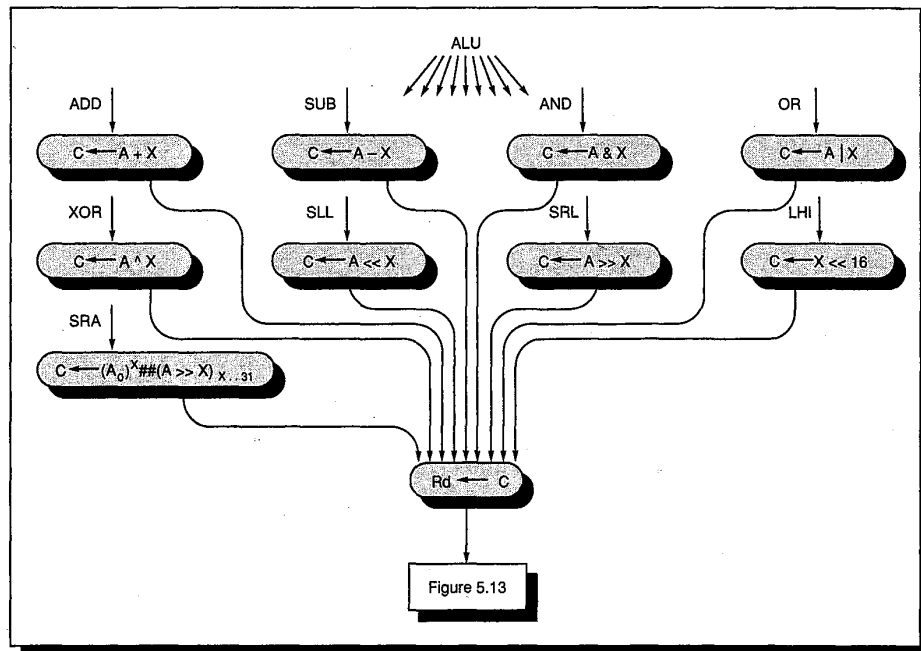 ALU
ADD SUB AND OR
C ← A + X C ← A – X C ← A & X C ← A | X
XOR SLL SRL LHI
C ← A ^ X C ← A << X C ← A >> X C ← X << 16
SRA
C ← (A₀)ˣ##(A >> X) X . . 31
Rd ← C
Figure 5.13